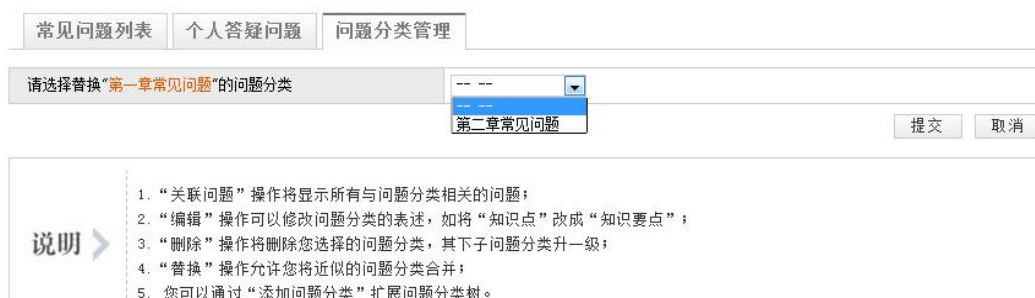 常见问题列表 个人答疑问题 问题分类管理
请选择替换“第一章常见问题”的问题分类 -- --
-- --
第二章常见问题
提交 取消
说明
1. “关联问题”操作将显示所有与问题分类相关的问题；
2. “编辑”操作可以修改问题分类的表述，如将“知识点”改成“知识要点”；
3. “删除”操作将删除您选择的问题分类，其下子问题分类升一级；
4. “替换”操作允许您将近似的问题分类合并；
5. 您可以通过“添加问题分类”扩展问题分类树。